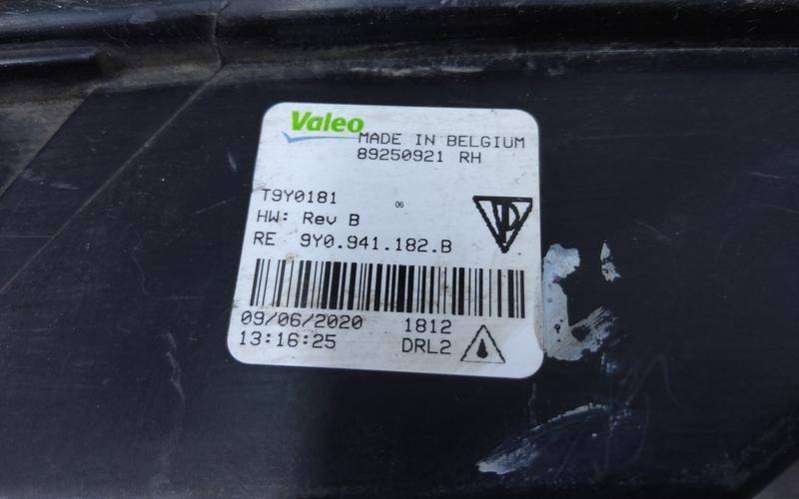 Valeo
MADE IN BELGIUM
89250921 RH
T9Y0181
06
HW: Rev B
RE 9Y0.941.182.B
09/06/2020 1812
13:16:25 DRL2